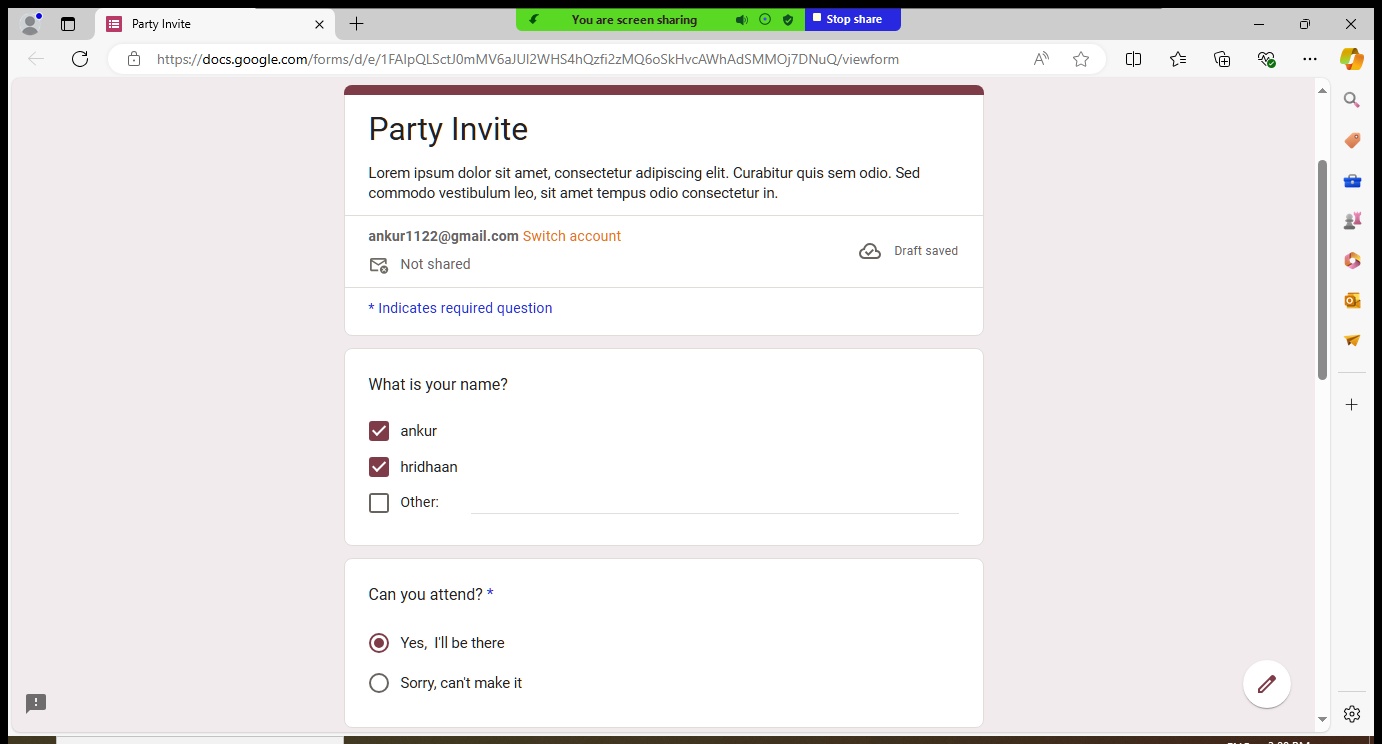 Party Invite
You are screen sharing
Stop share
https://docs.google.com/forms/d/e/1FAIpQLSctJ0mMV6aJUI2WHS4hQzfi2zMQ6oSkHvcAWhAdSMMOj7DNuQ/viewform
Party Invite
Lorem ipsum dolor sit amet, consectetur adipiscing elit. Curabitur quis sem odio. Sed
commodo vestibulum leo, sit amet tempus odio consectetur in.
ankur1122@gmail.com Switch account
Draft saved
Not shared
* Indicates required question
What is your name?
ankur
hridhaan
Other:
Can you attend? *
Yes, I'll be there
Sorry, can't make it